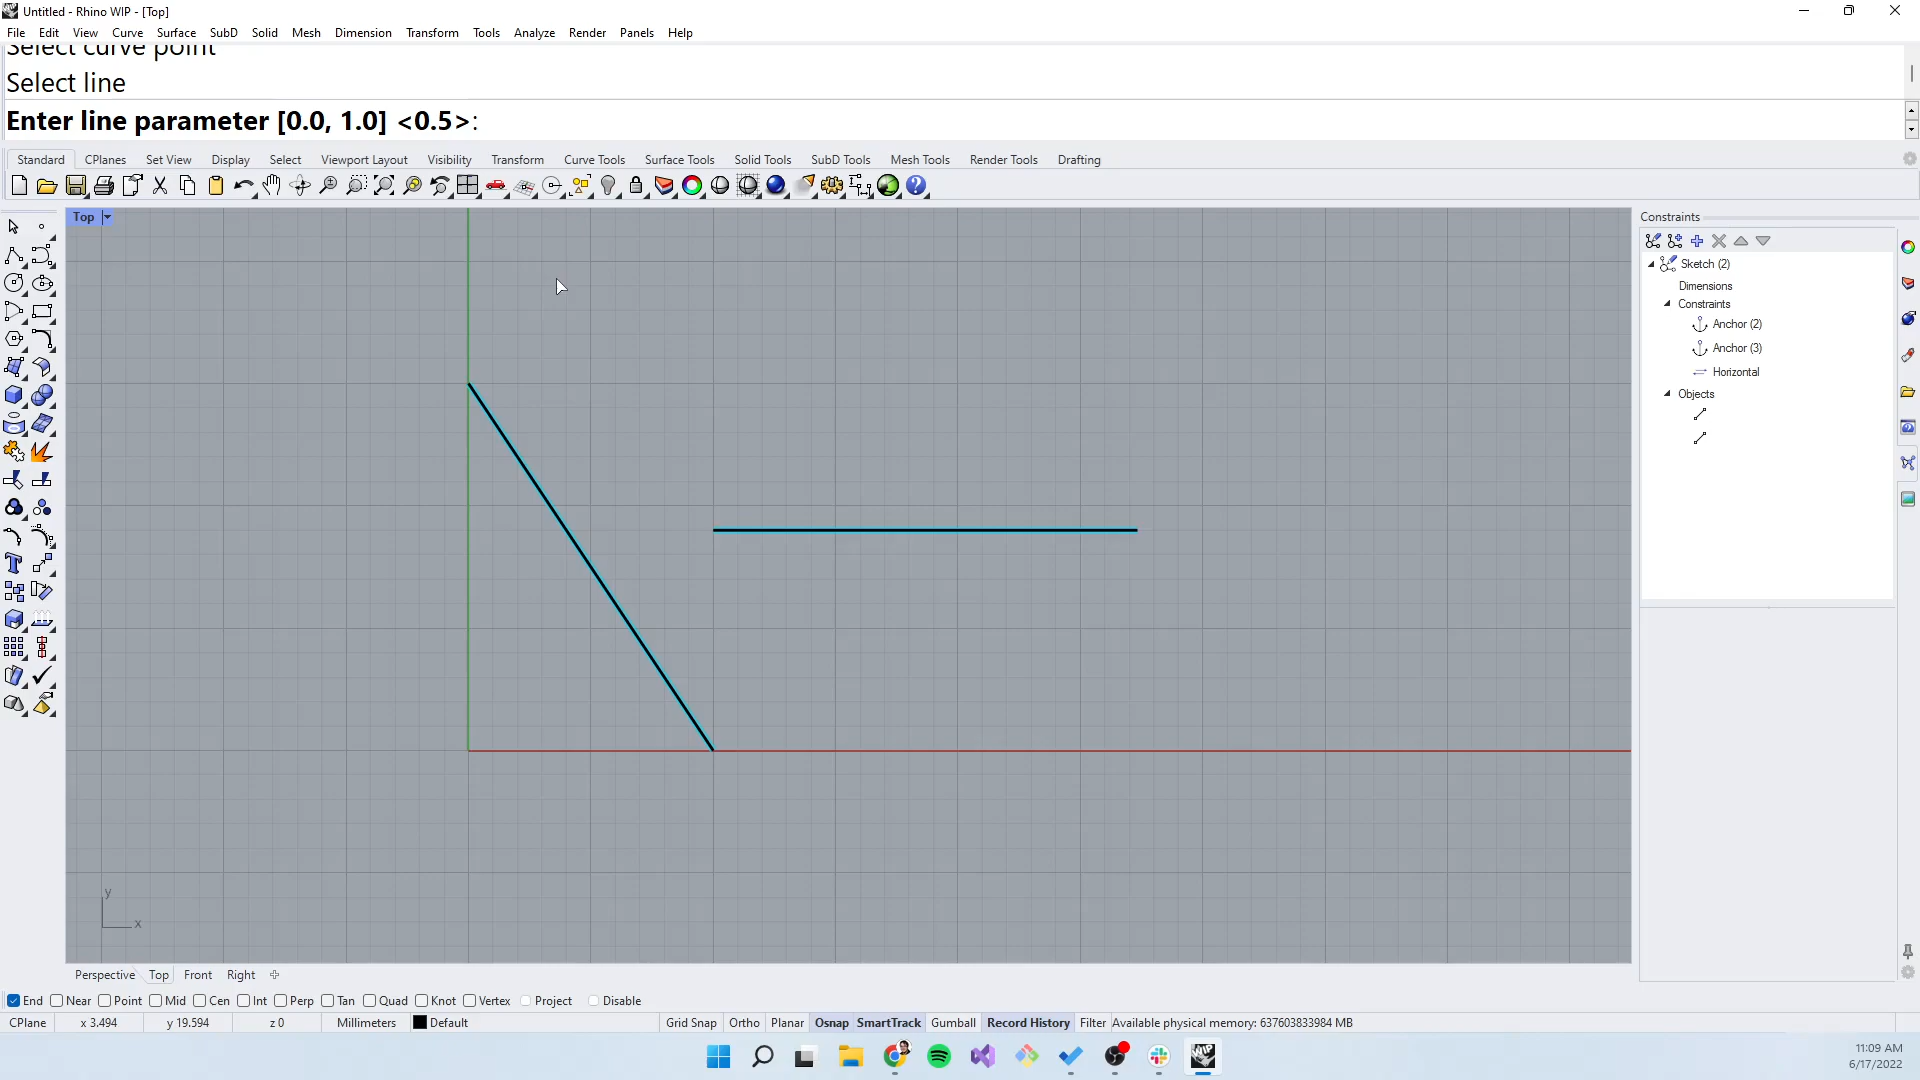 Untitled - Rhino WIP - [Top]
File Edit View Curve Surface SubD Solid Mesh Dimension Transform Tools Analyze Render Panels Help
Select curve point
Select line
Enter line parameter [0.0, 1.0] <0.5>:
Standard CPlanes Set View Display Select Viewport Layout Visibility Transform Curve Tools Surface Tools Solid Tools SubD Tools Mesh Tools Render Tools Drafting
Top
Constraints
Sketch (2)
Dimensions
Constraints
Anchor (2)
Anchor (3)
Horizontal
Objects
y
x
Perspective Top Front Right
End Near Point Mid Cen Int Perp Tan Quad Knot Vertex Project Disable
CPlane x 3.494 y 19.594 z 0 Millimeters Default Grid Snap Ortho Planar Osnap SmartTrack Gumball Record History Filter Available physical memory: 637603833984 MB
WIP
11:09 AM
6/17/2022